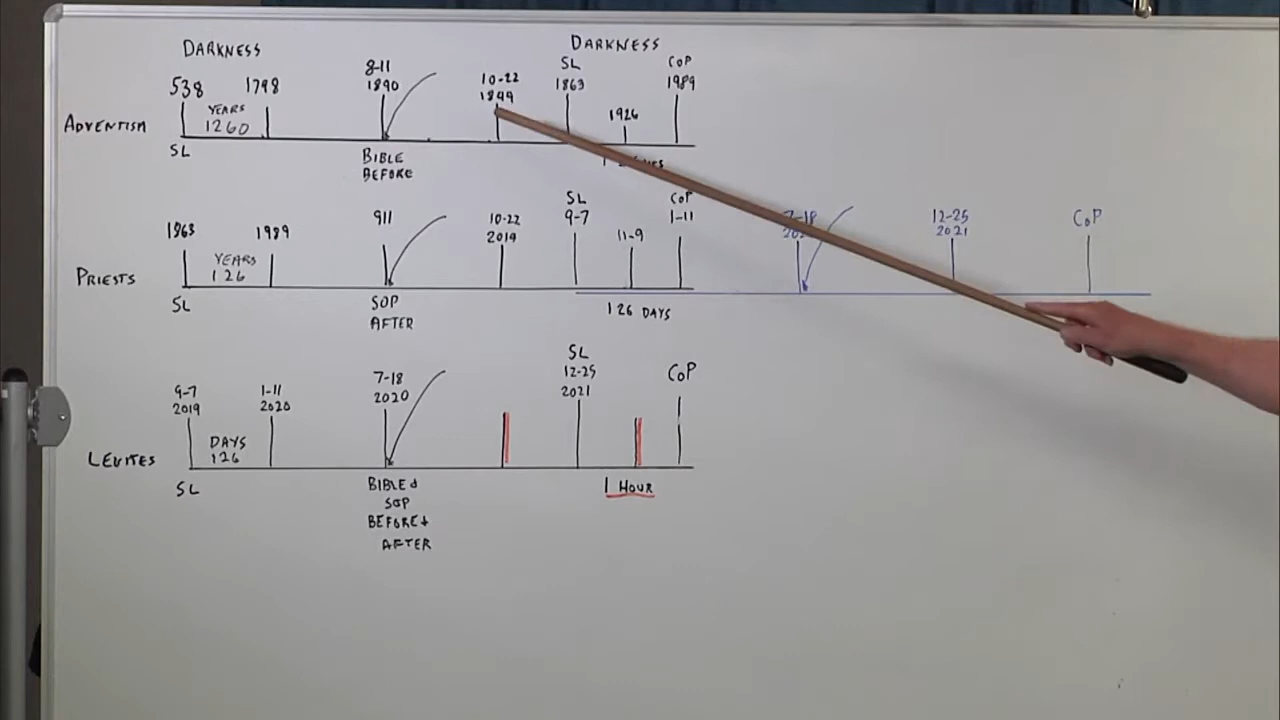 DARKNESS
DARKNESS
538
1798
8-11
1840
10-22
1844
SL
1863
1926
CoP
1989
ADVENTISM
YEARS
1260
SL
BIBLE
BEFORE
1863
1989
911
10-22
2019
SL
9-7
11-9
CoP
1-11
7-18
12-25
2021
CoP
PRIESTS
YEARS
126
SL
SOP
AFTER
126 DAYS
9-7
2019
1-11
2020
7-18
2020
SL
12-25
2021
CoP
LEVITES
DAYS
126
SL
BIBLE &
SOP
BEFORE +
AFTER
1 HOUR